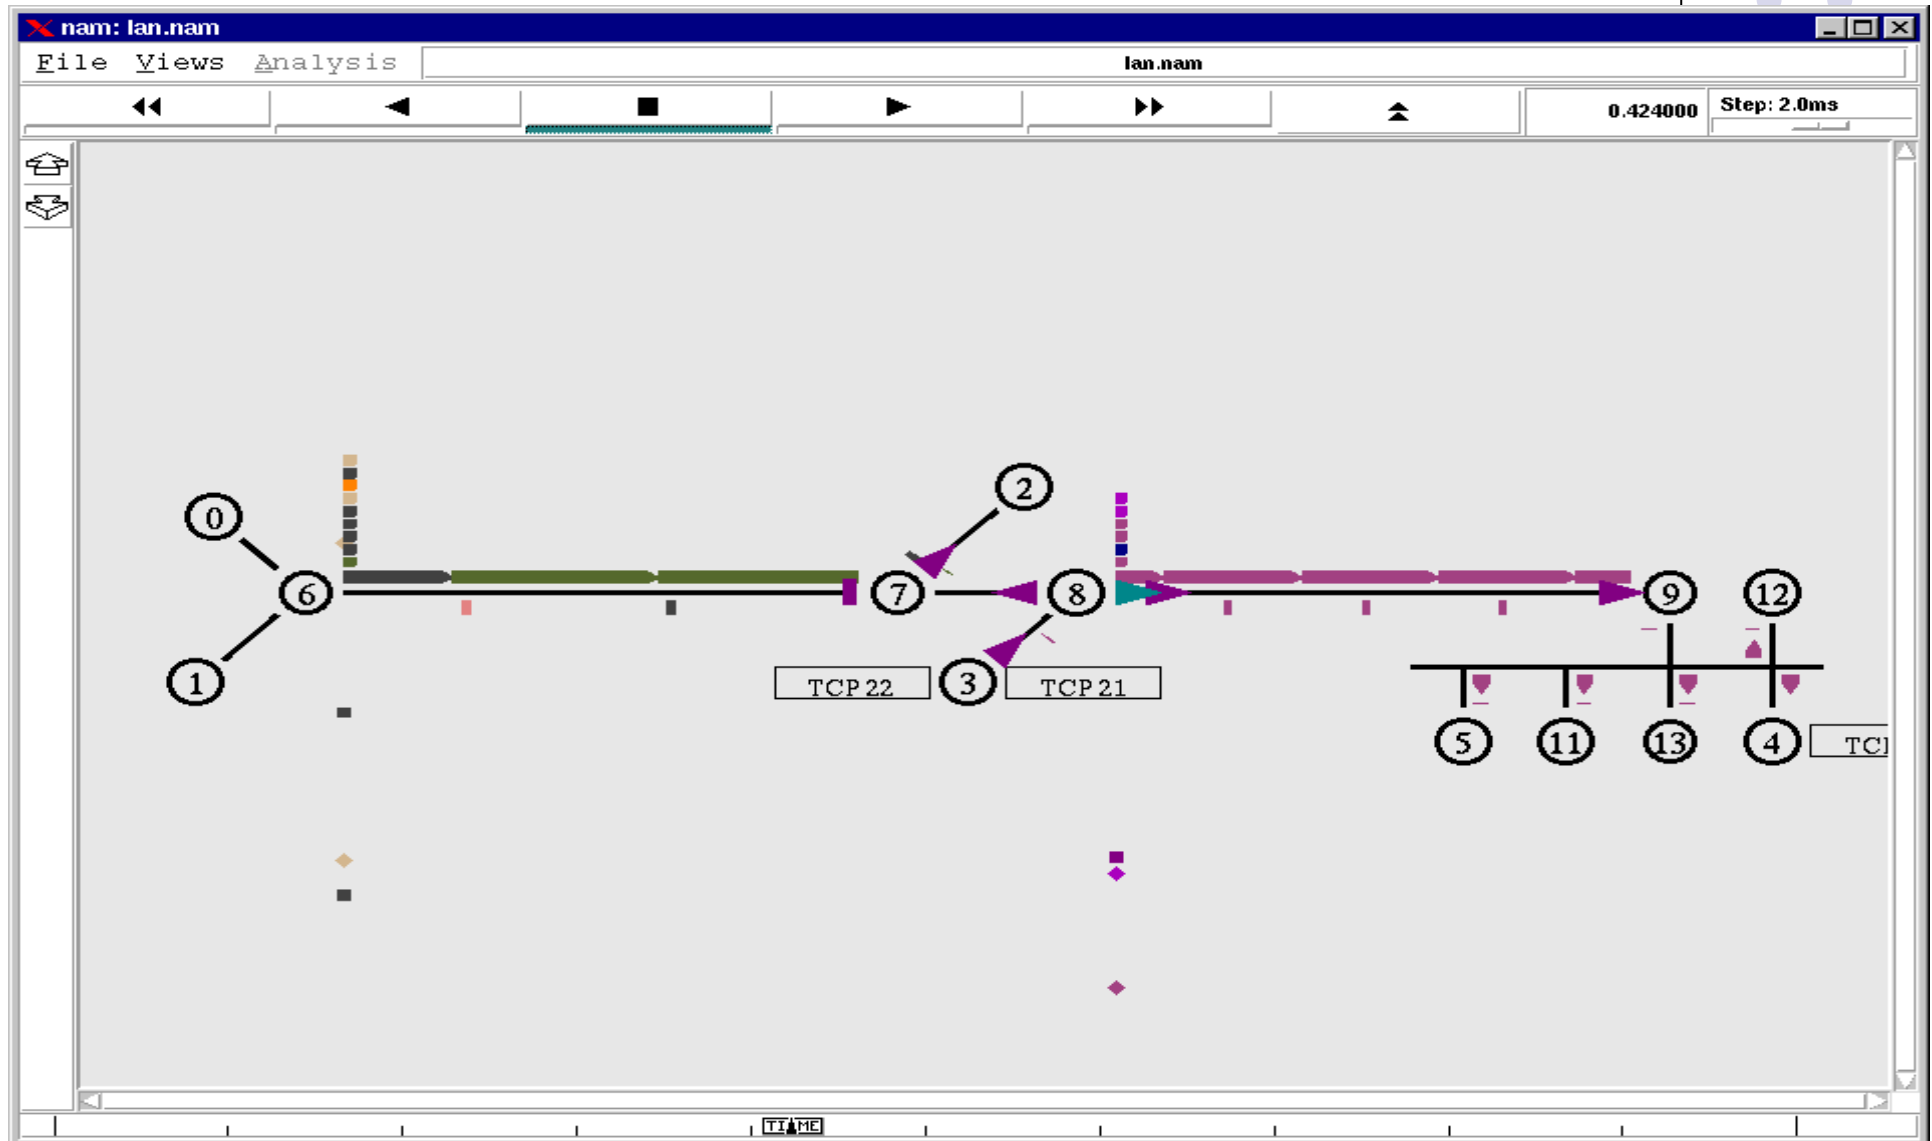 nam: lan.nam
File Views Analysis lan.nam
0.424000 Step: 2.0ms
2
0
6 7 8 9 12
1 TCP 22 3 TCP 21
5 11 13 4 TCP
TIME